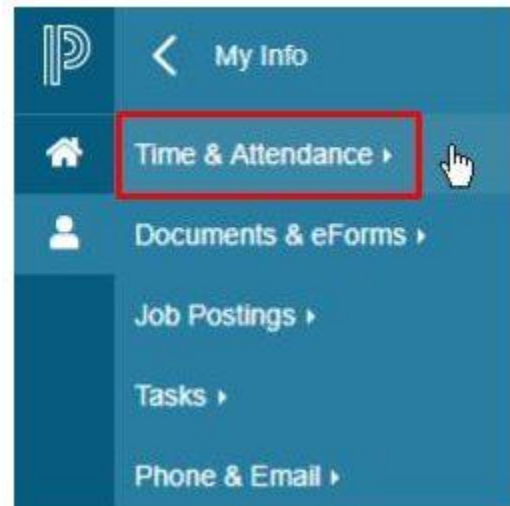 My Info
Time & Attendance
Documents & eForms
Job Postings
Tasks
Phone & Email